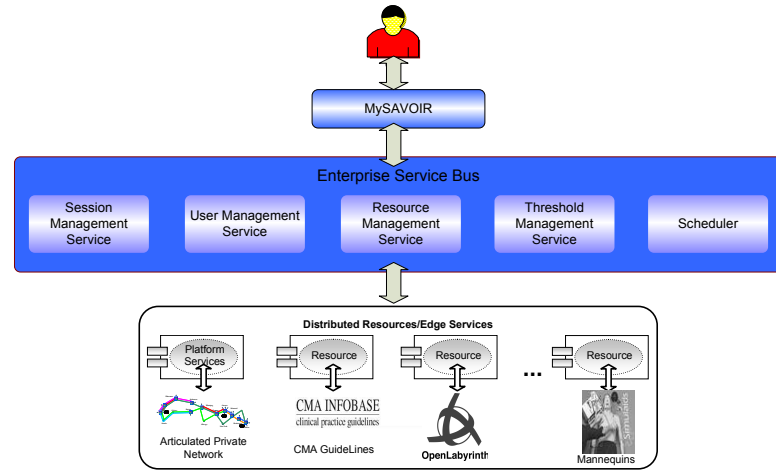 MySAVOIR
Enterprise Service Bus
Session
Management
Service
User Management
Service
Resource
Management
Service
Threshold
Management
Service
Scheduler
Distributed Resources/Edge Services
Platform
Services
Resource
Resource
...
Resource
Articulated Private
Network
CMA INFOBASE
clinical practice guidelines
CMA GuideLines
OpenLabyrinth
Mannequins